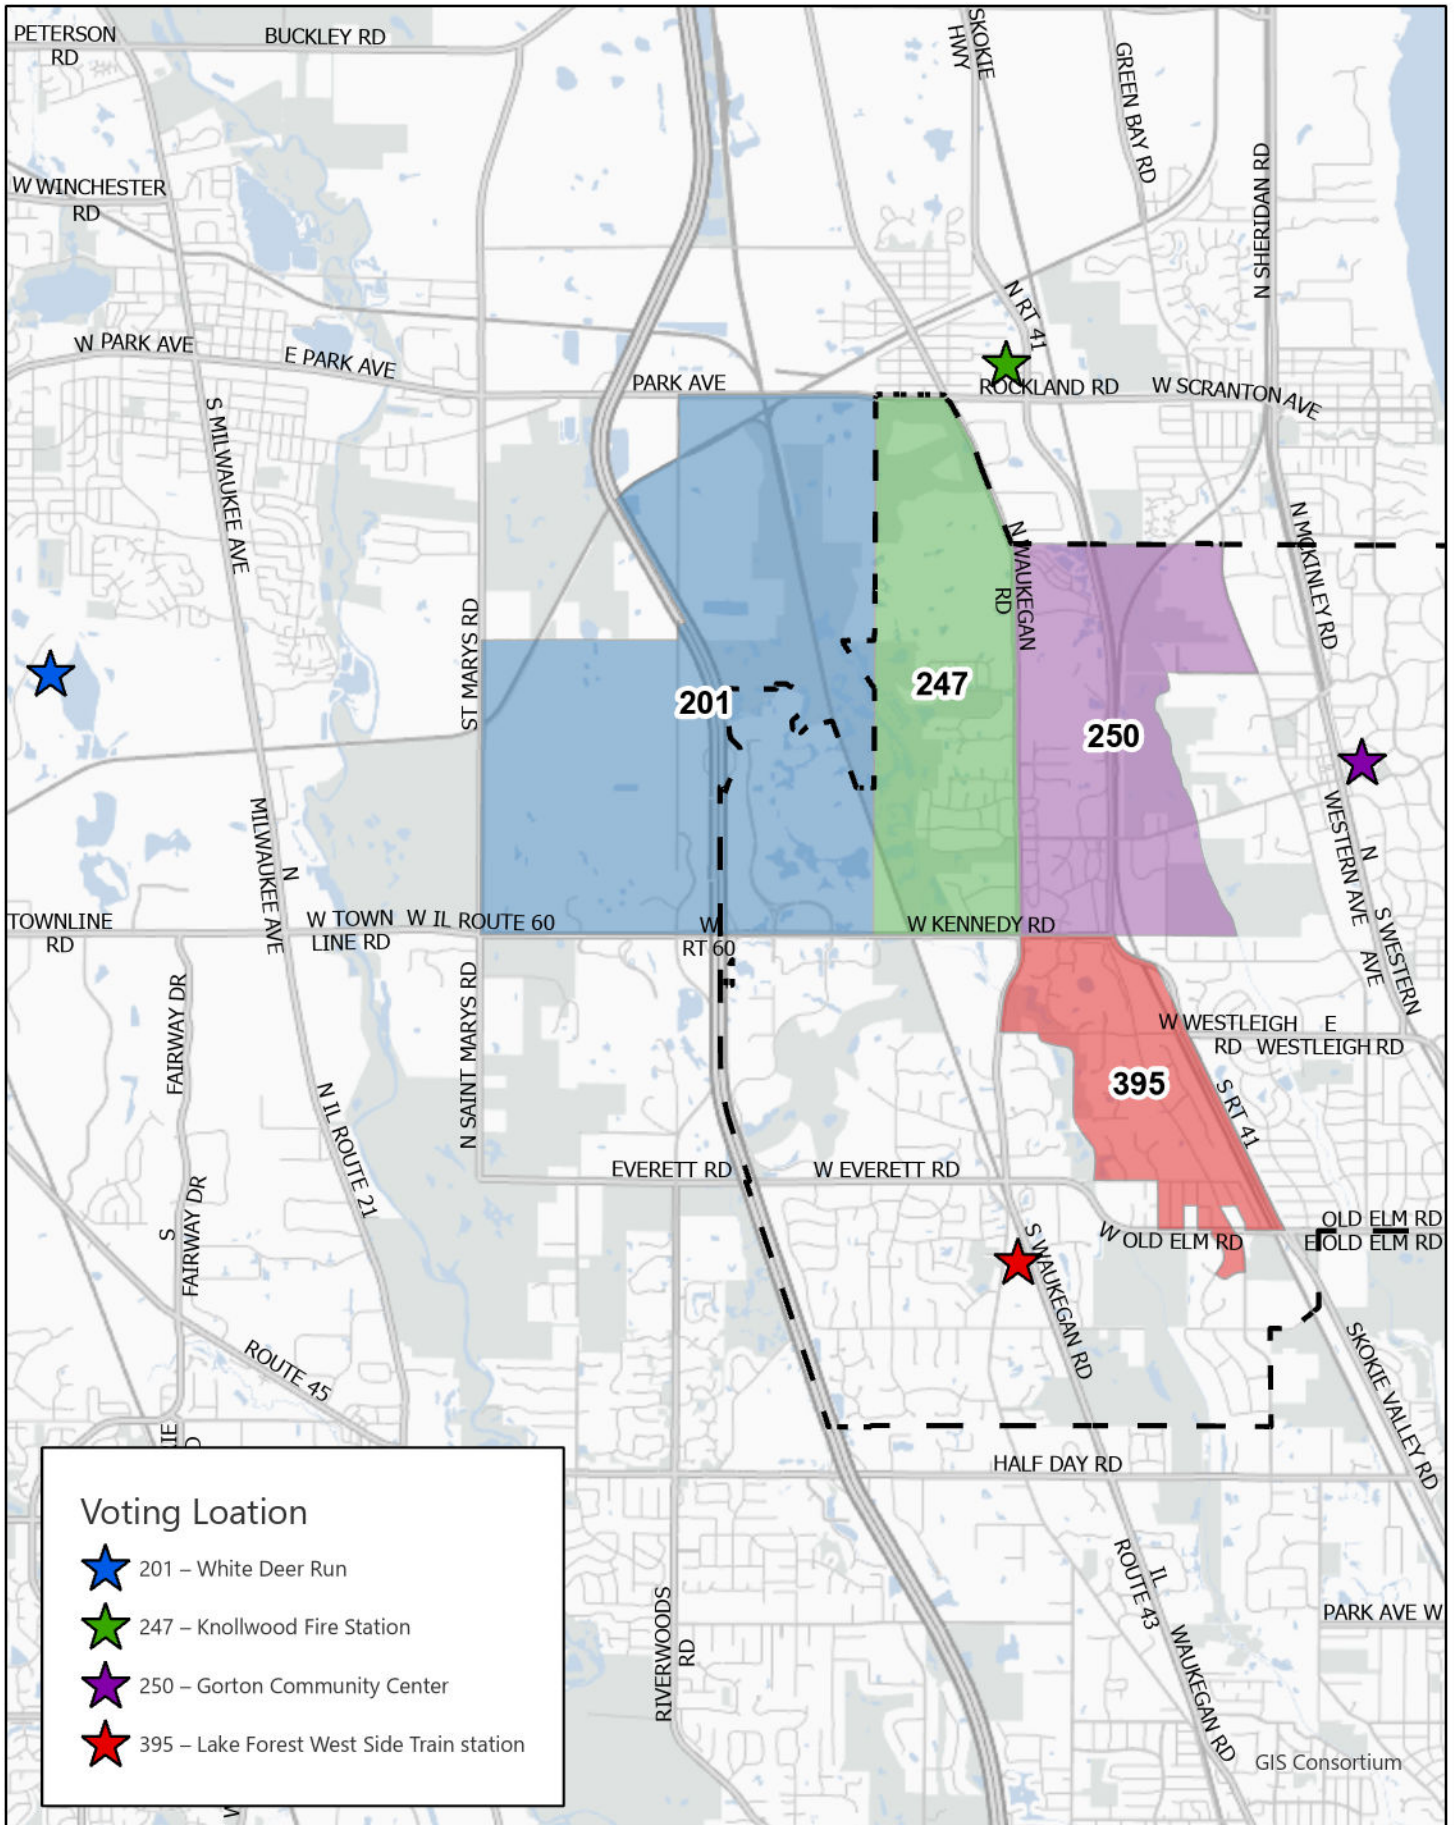 PETERSON
RD
BUCKLEY RD
SKOKIE
HWY
GREEN BAY RD
N SHERIDAN RD
W WINCHESTER
RD
N RT 41
W PARK AVE
E PARK AVE
PARK AVE
ROCKLAND RD
W SCRANTON AVE
S MILWAUKEE AVE
N MCKINLEY RD
N WAUKEGAN
RD
ST MARYS RD
201
247
250
N
MILWAUKEE AVE
N
WESTERN AVE
S WESTERN
AVE
TOWNLINE
RD
W TOWN
LINE RD
W IL ROUTE 60
W
RT 60
W KENNEDY RD
FAIRWAY DR
N SAINT MARYS RD
W WESTLEIGH
RD
E
WESTLEIGH RD
395
S RT 41
N IL ROUTE 21
EVERETT RD
W EVERETT RD
S
FAIRWAY DR
W OLD ELM RD
OLD ELM RD
E OLD ELM RD
S WAUKEGAN RD
ROUTE 45
SKOKIE VALLEY RD
HALF DAY RD
IL
ROUTE 43
RIVERWOODS
RD
PARK AVE W
WAUKEGAN RD
Voting Loation
201 – White Deer Run
247 – Knollwood Fire Station
250 – Gorton Community Center
395 – Lake Forest West Side Train station
GIS Consortium